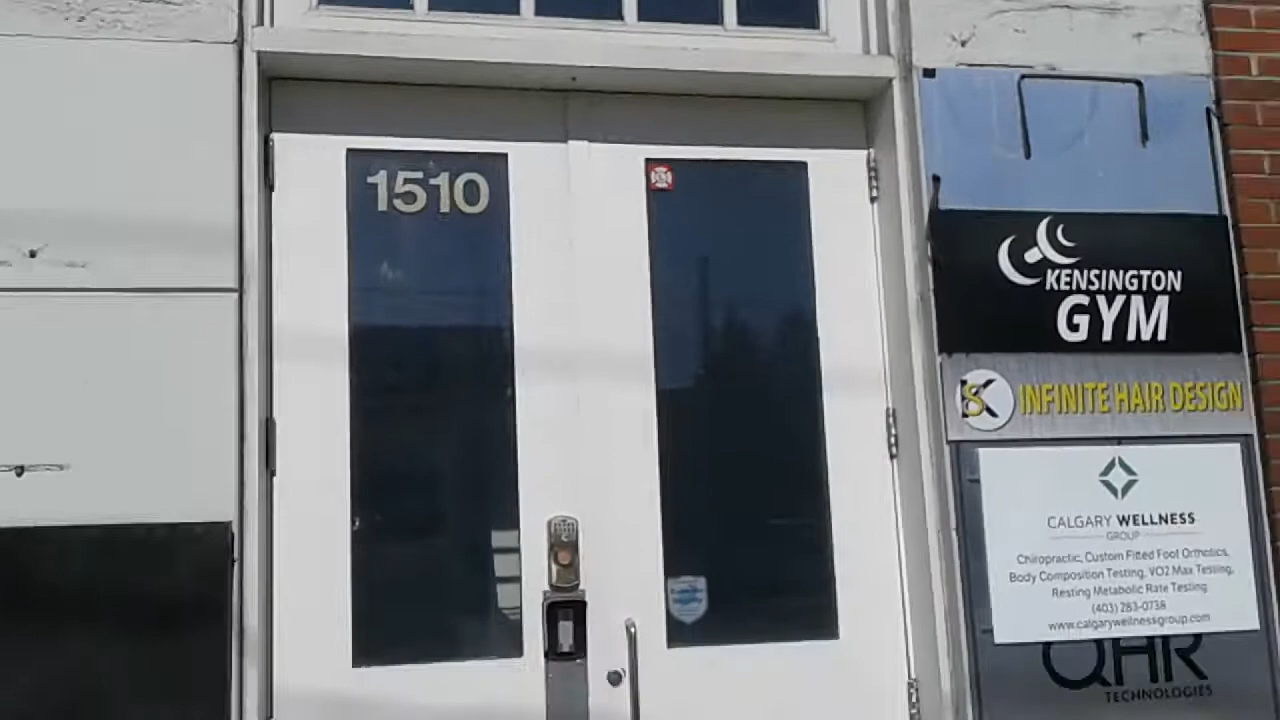 1510
KENSINGTON
GYM
INFINITE HAIR DESIGN
CALGARY WELLNESS
GROUP
Chiropractic, Custom Fitted Foot Orthotics,
Body Composition Testing, VO2 Max Testing,
Resting Metabolic Rate Testing
(403) 283-0738
www.calgarywellnessgroup.com
QHR
TECHNOLOGIES